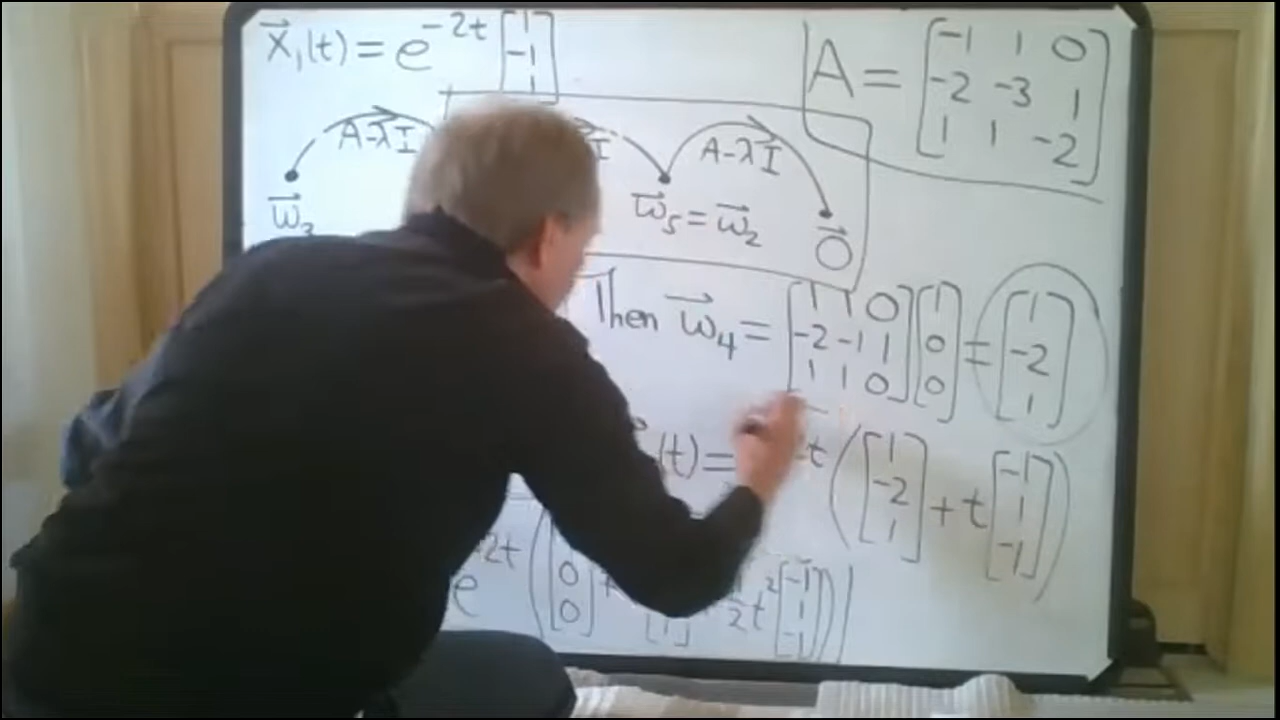 x⃗₁(t) = e^{-2t} [1; -1; 1]
A = [-1 1 0; -2 -3 1; 1 1 -2]
A-λI I A-λI
w⃗₃ w⃗₅ = w⃗₂ 0⃗
Then w⃗₄ = [1 1 0; -2 -1 1; 1 1 0] [1; 0; 0] = [1; -2; 1]
(t) = t ([1; -2; 1] + t [-1; 1; -1])
e^{2t} ([0; 0] + 1 2 t² [-1; 1; -1])